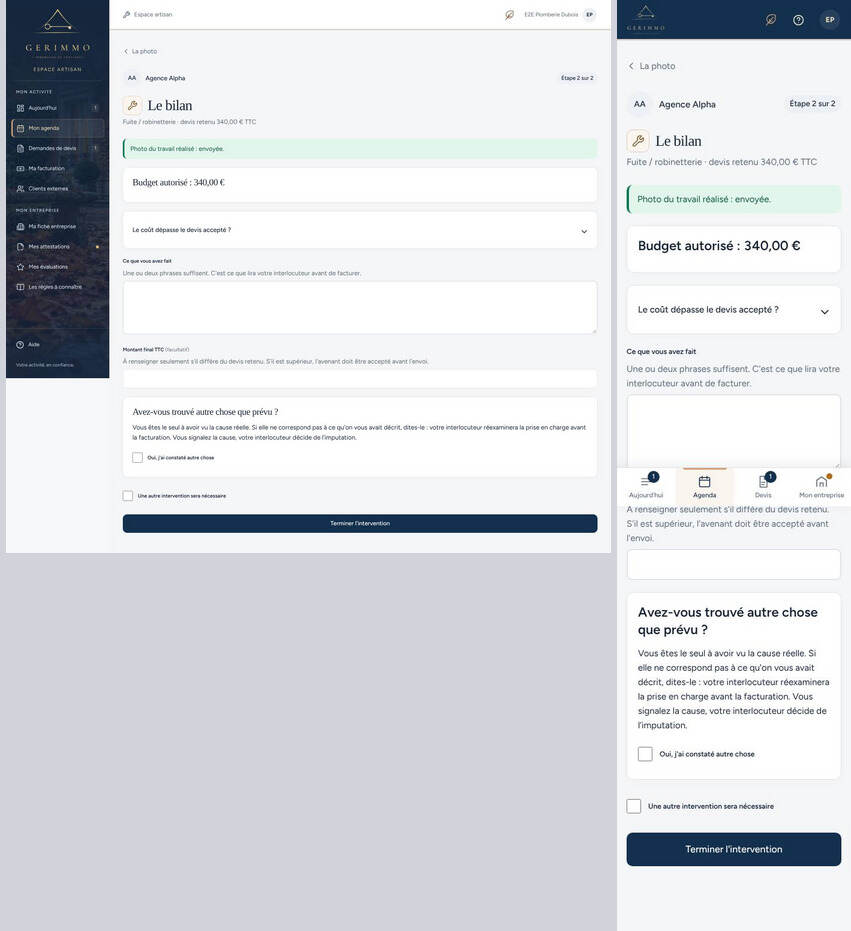 GERIMMO
ESPACE ARTISAN
MON ACTIVITÉ
Aujourd'hui 1
Mon agenda
Demandes de devis 1
Ma facturation
Clients externes
MON ENTREPRISE
Ma fiche entreprise
Mes attestations
Mes évaluations
Les règles à connaître
Aide
Votre activité, en confiance.
Espace artisan
E2E Plomberie Dubois EP
La photo
AA Agence Alpha
Étape 2 sur 2
Le bilan
Fuite / robinetterie · devis retenu 340,00 € TTC
Photo du travail réalisé : envoyée.
Budget autorisé : 340,00 €
Le coût dépasse le devis accepté ?
Ce que vous avez fait
Une ou deux phrases suffisent. C'est ce que lira votre interlocuteur avant de facturer.
Montant final TTC (facultatif)
À renseigner seulement s'il diffère du devis retenu. S'il est supérieur, l'avenant doit être accepté avant l'envoi.
Avez-vous trouvé autre chose que prévu ?
Vous êtes le seul à avoir vu la cause réelle. Si elle ne correspond pas à ce qu'on vous avait décrit, dites-le : votre interlocuteur réexaminera la prise en charge avant
la facturation. Vous signalez la cause, votre interlocuteur décide de l'imputation.
Oui, j'ai constaté autre chose
Une autre intervention sera nécessaire
Terminer l'intervention
GERIMMO
EP
La photo
AA Agence Alpha
Étape 2 sur 2
Le bilan
Fuite / robinetterie · devis retenu 340,00 € TTC
Photo du travail réalisé : envoyée.
Budget autorisé : 340,00 €
Le coût dépasse le devis accepté ?
Ce que vous avez fait
Une ou deux phrases suffisent. C'est ce que lira votre
interlocuteur avant de facturer.
1 1
Aujourd'hui Agenda Devis Mon entreprise
À renseigner seulement s'il diffère du devis retenu.
S'il est supérieur, l'avenant doit être accepté avant
l'envoi.
Avez-vous trouvé autre chose
que prévu ?
Vous êtes le seul à avoir vu la cause réelle. Si
elle ne correspond pas à ce qu'on vous avait
décrit, dites-le : votre interlocuteur réexaminera
la prise en charge avant la facturation. Vous
signalez la cause, votre interlocuteur décide de
l'imputation.
Oui, j'ai constaté autre chose
Une autre intervention sera nécessaire
Terminer l'intervention